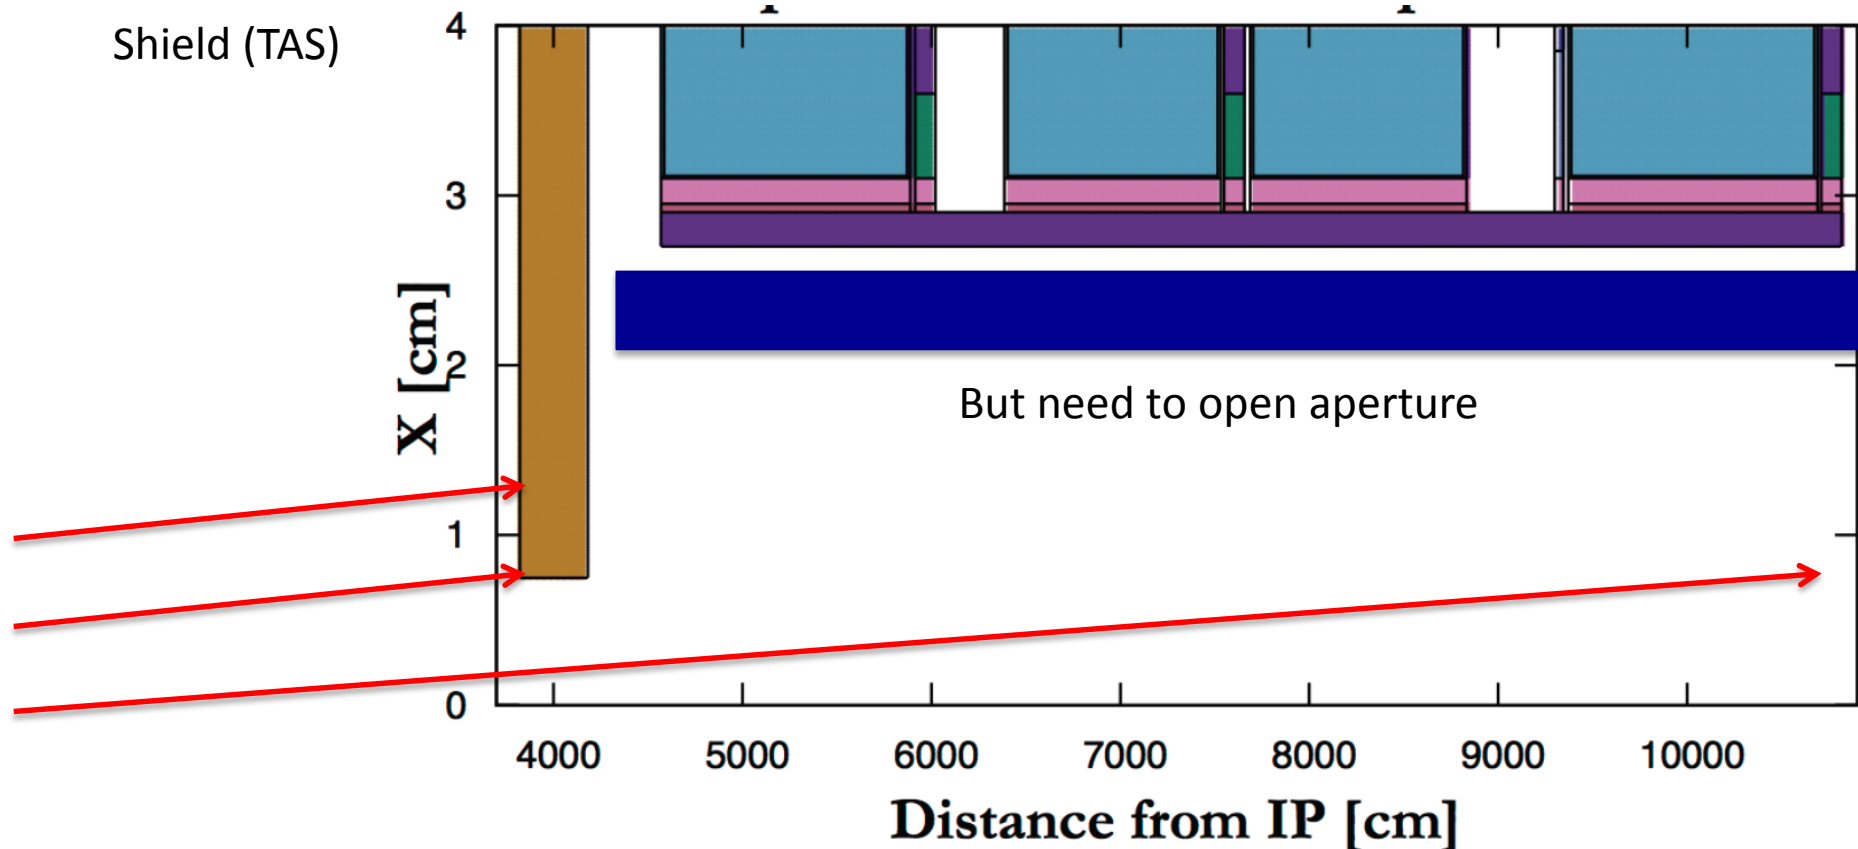 Shield (TAS)
4
3
X [cm]
2
But need to open aperture
1
0
4000 5000 6000 7000 8000 9000 10000
Distance from IP [cm]